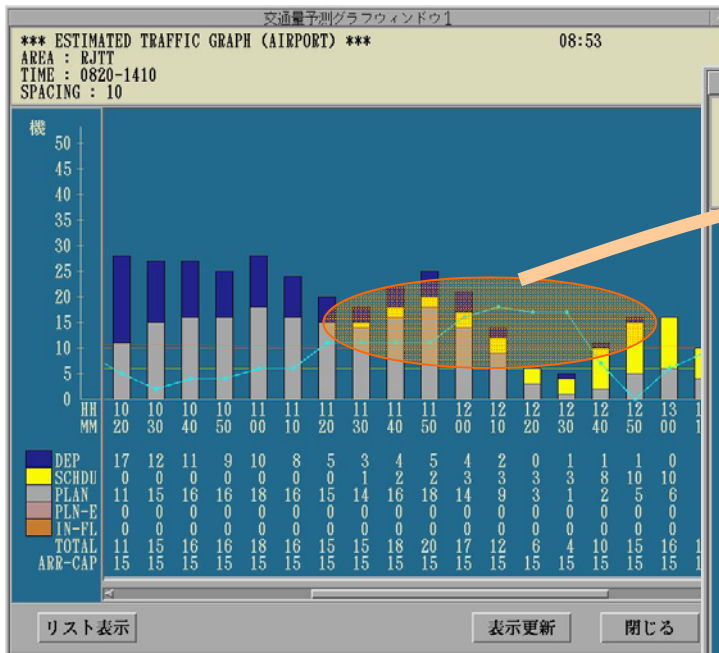 交通量予測グラフウィンドウ1
*** ESTIMATED TRAFFIC GRAPH (AIRPORT) *** 08:53
AREA : RJTT
TIME : 0820-1410
SPACING : 10
機
50
45
40
35
30
25
20
15
10
5
0
HH 10 10 10 10 11 11 11 11 11 11 12 12 12 12 12 12 13 1
MM 20 30 40 50 00 10 20 30 40 50 00 10 20 30 40 50 00 1
DEP 17 12 11 9 10 8 5 3 4 5 4 2 0 1 1 1 0
SCHDU 0 0 0 0 0 0 0 1 2 2 3 3 3 3 8 10 10
PLAN 11 15 16 16 18 16 15 14 16 18 14 9 3 1 2 5 6
PLN-E 0 0 0 0 0 0 0 0 0 0 0 0 0 0 0 0 0
IN-FL 0 0 0 0 0 0 0 0 0 0 0 0 0 0 0 0 0
TOTAL 11 15 16 16 18 16 15 15 18 20 17 12 6 4 10 15 16 1
ARR-CAP 15 15 15 15 15 15 15 15 15 15 15 15 15 15 15 15 15 1
リスト表示 表示更新 閉じる